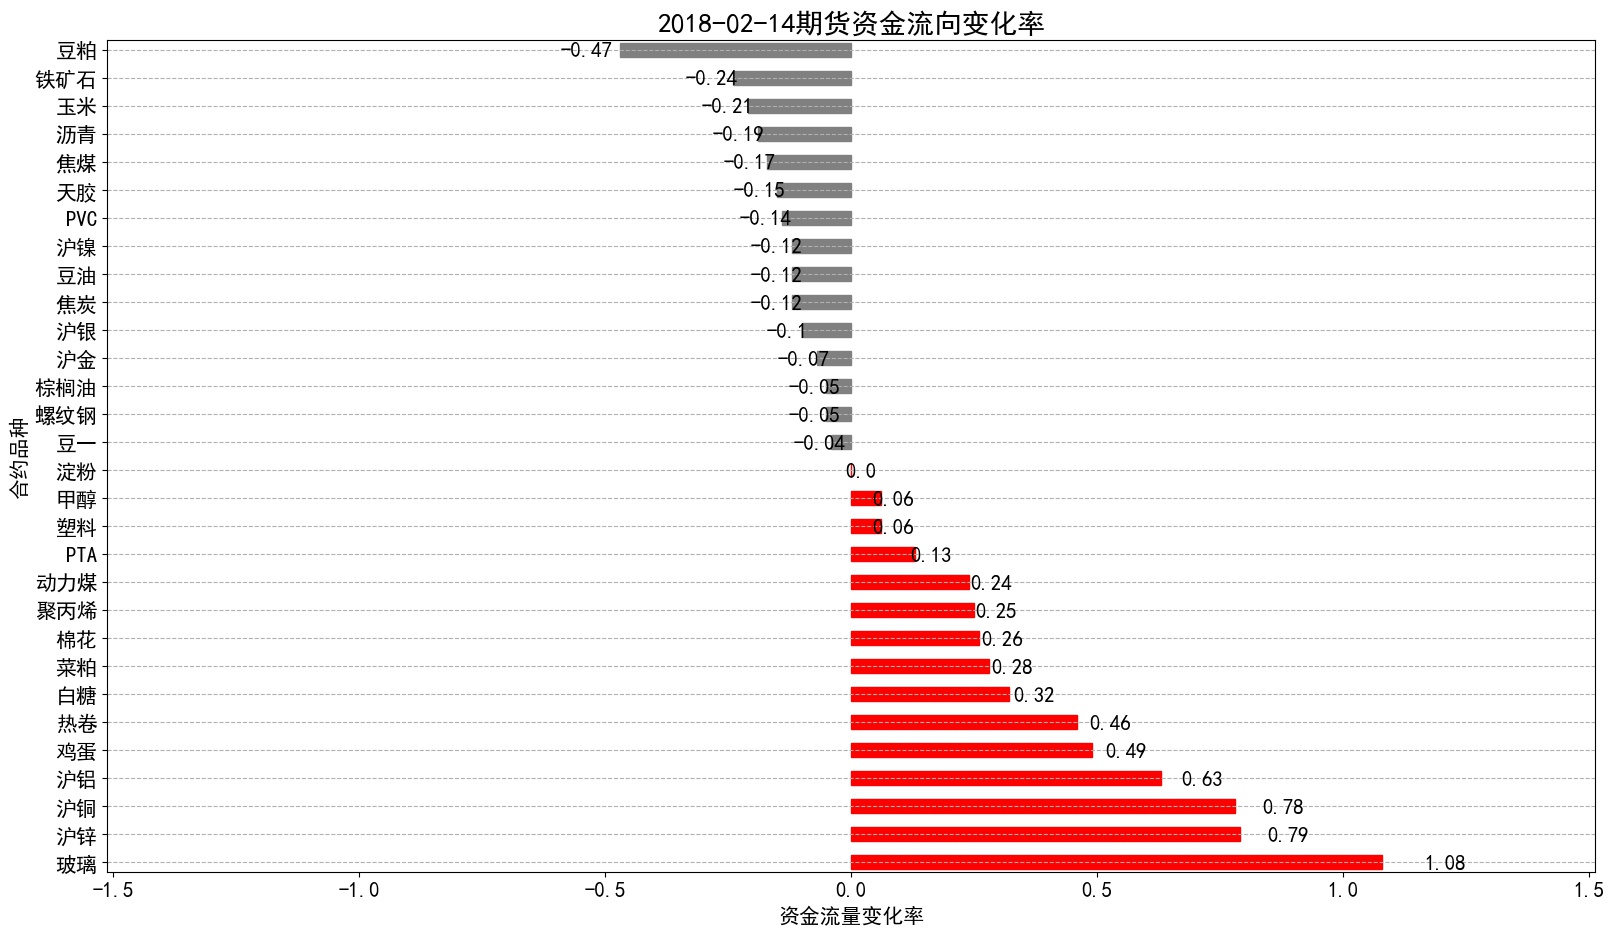 2018-02-14期货资金流向变化率
豆粕 -0.47
铁矿石 -0.24
玉米 -0.21
沥青 -0.19
焦煤 -0.17
天胶 -0.15
PVC -0.14
沪镍 -0.12
豆油 -0.12
焦炭 -0.12
沪银 -0.1
沪金 -0.07
棕榈油 -0.05
螺纹钢 -0.05
豆一 -0.04
淀粉 0.0
甲醇 0.06
塑料 0.06
PTA 0.13
动力煤 0.24
聚丙烯 0.25
棉花 0.26
菜粕 0.28
白糖 0.32
热卷 0.46
鸡蛋 0.49
沪铝 0.63
沪铜 0.78
沪锌 0.79
玻璃 1.08
合约品种
-1.5 -1.0 -0.5 0.0 0.5 1.0 1.5
资金流量变化率